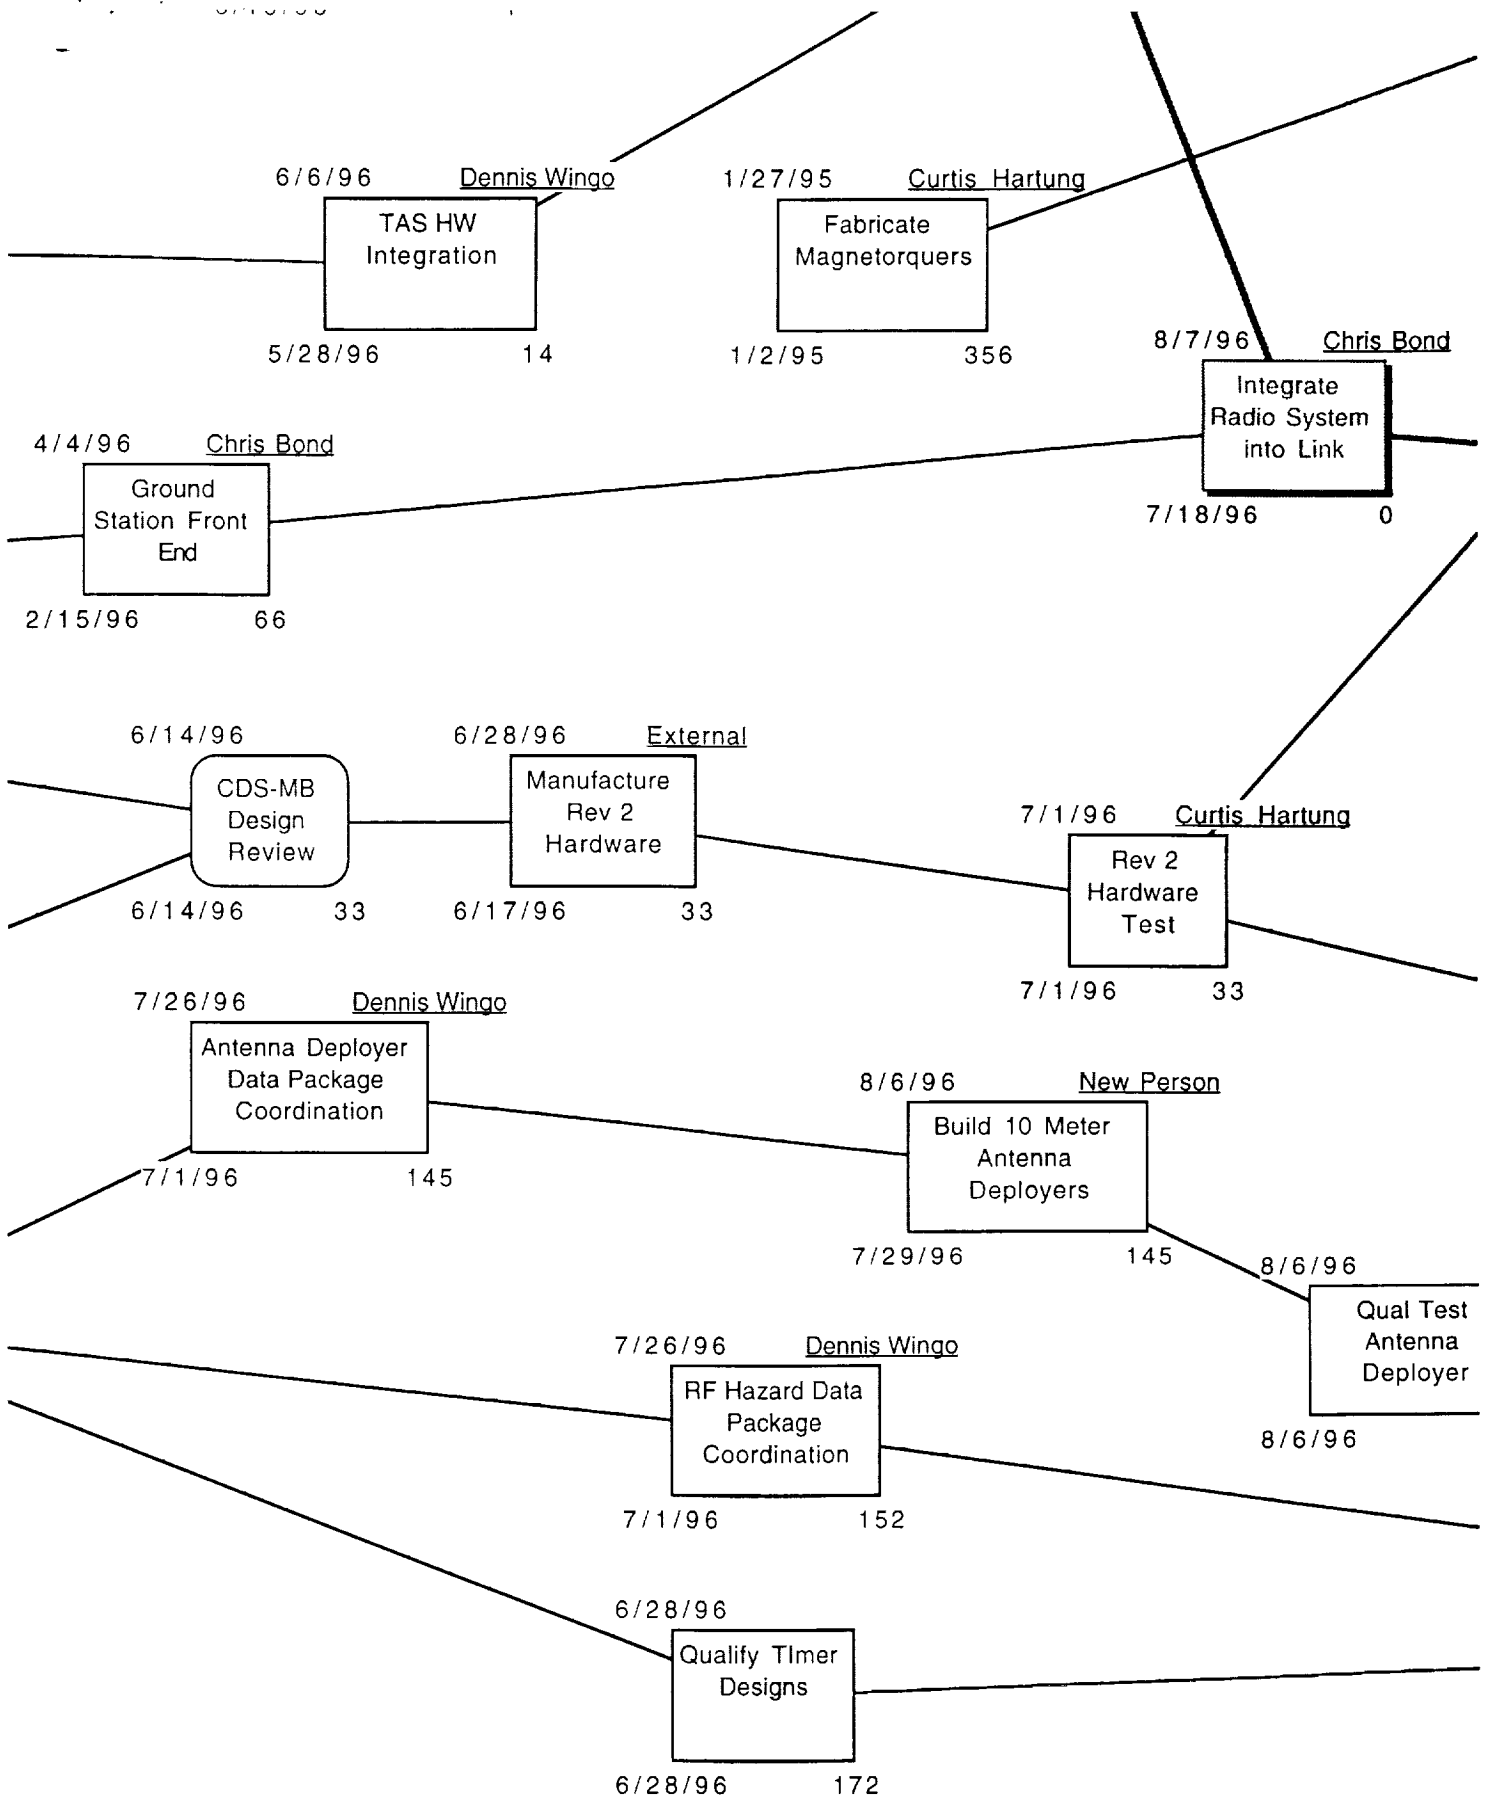 6/6/96 Dennis Wingo
TAS HW
Integration
5/28/96 14
1/27/95 Curtis Hartung
Fabricate
Magnetorquers
1/2/95 356
8/7/96 Chris Bond
Integrate
Radio System
into Link
7/18/96 0
4/4/96 Chris Bond
Ground
Station Front
End
2/15/96 66
6/14/96
CDS-MB
Design
Review
6/14/96 33
6/28/96 External
Manufacture
Rev 2
Hardware
6/17/96 33
7/1/96 Curtis Hartung
Rev 2
Hardware
Test
7/1/96 33
7/26/96 Dennis Wingo
Antenna Deployer
Data Package
Coordination
7/1/96 145
8/6/96 New Person
Build 10 Meter
Antenna
Deployers
7/29/96 145
8/6/96
Qual Test
Antenna
Deployer
8/6/96
7/26/96 Dennis Wingo
RF Hazard Data
Package
Coordination
7/1/96 152
6/28/96
Qualify TImer
Designs
6/28/96 172